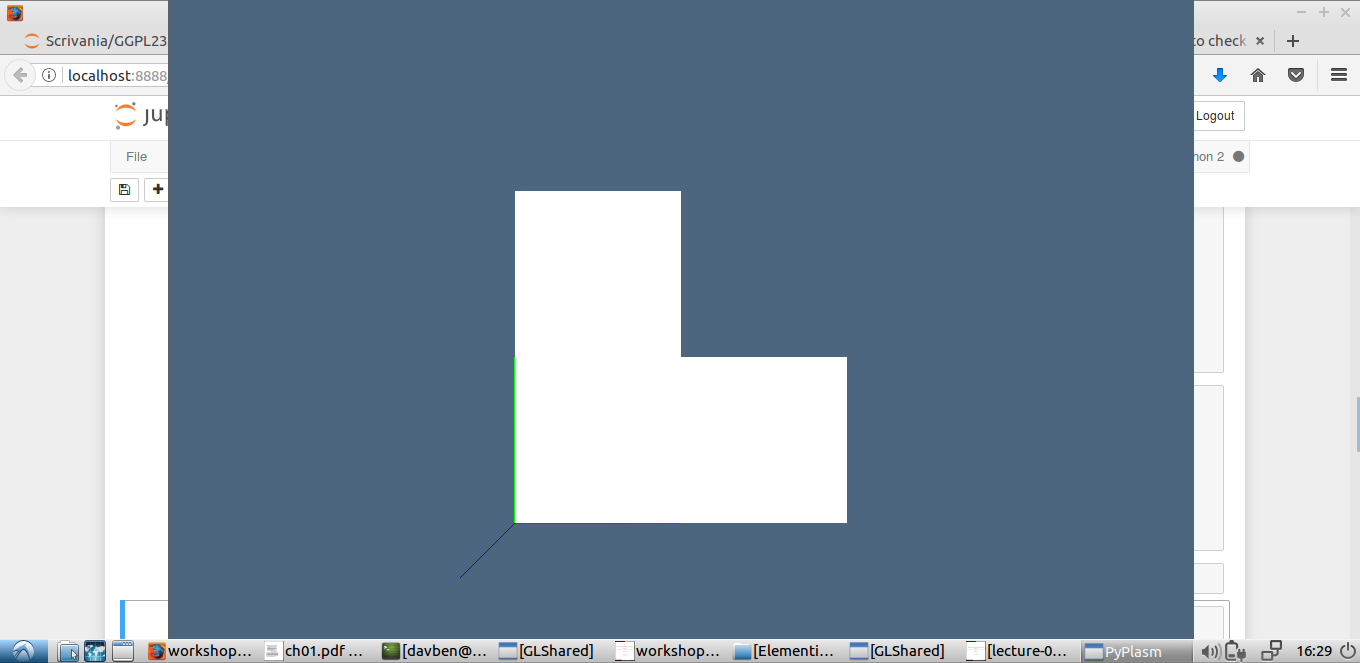 Scrivania/GGPL23
to check
localhost:8888
jup
Logout
File
hon 2
workshop...
ch01.pdf ...
[davben@...
[GLShared]
workshop...
[Elementi...
[GLShared]
[lecture-0...
PyPlasm
16:29